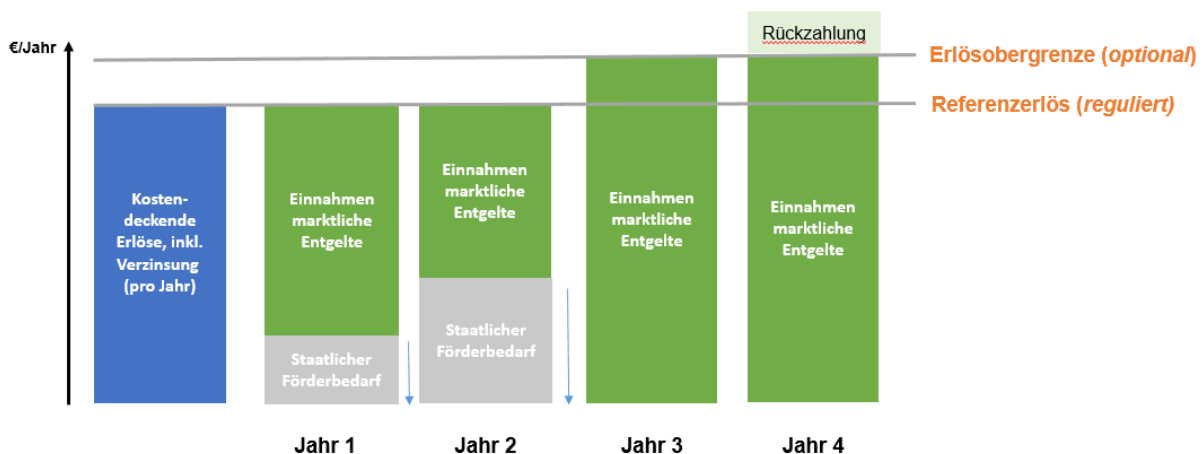 Rückzahlung
€/Jahr
Erlösobergrenze (optional)
Referenzerlös (reguliert)
Kosten-
deckende
Erlöse, inkl.
Verzinsung
(pro Jahr)
Einnahmen
marktliche
Entgelte
Staatlicher
Förderbedarf
Einnahmen
marktliche
Entgelte
Staatlicher
Förderbedarf
Einnahmen
marktliche
Entgelte
Einnahmen
marktliche
Entgelte
Jahr 1
Jahr 2
Jahr 3
Jahr 4